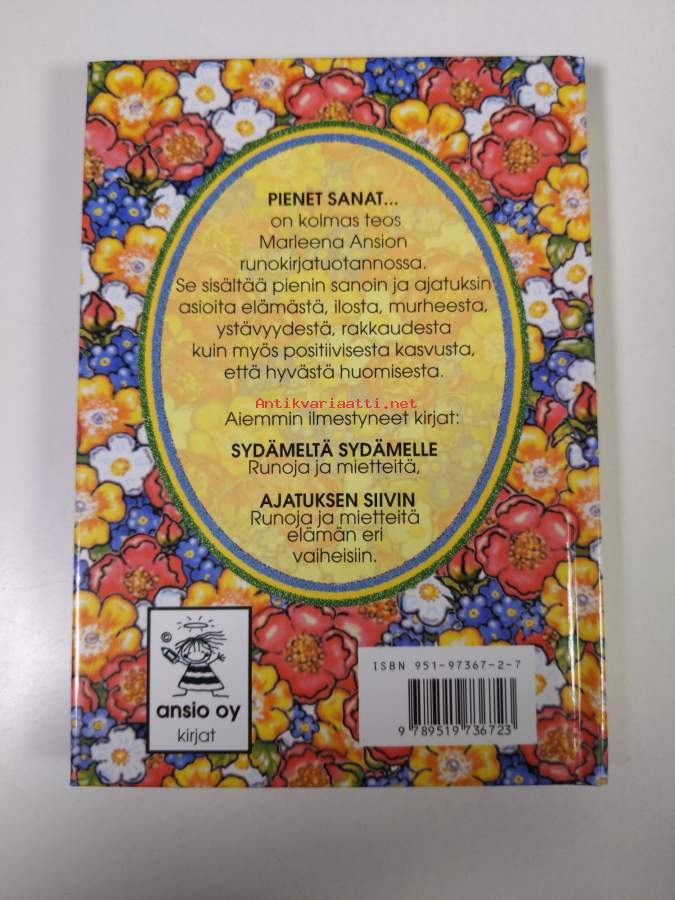 PIENET SANAT...
on kolmas teos
Marleena Ansion
runokirjatuotannossa.
Se sisältää pienin sanoin ja ajatuksin
asioita elämästä, ilosta, murheesta,
ystävyydestä, rakkaudesta
kuin myös positiivisesta kasvusta,
että hyvästä huomisesta.
Antikvariaatti.net
Aiemmin ilmestyneet kirjat:
SYDÄMELTÄ SYDÄMELLE
Runoja ja mietteitä,
AJATUKSEN SIIVIN
Runoja ja mietteitä
elämän eri
vaiheisiin.
©
ansio oy
kirjat
ISBN 951-97367-2-7
9 789519 736723